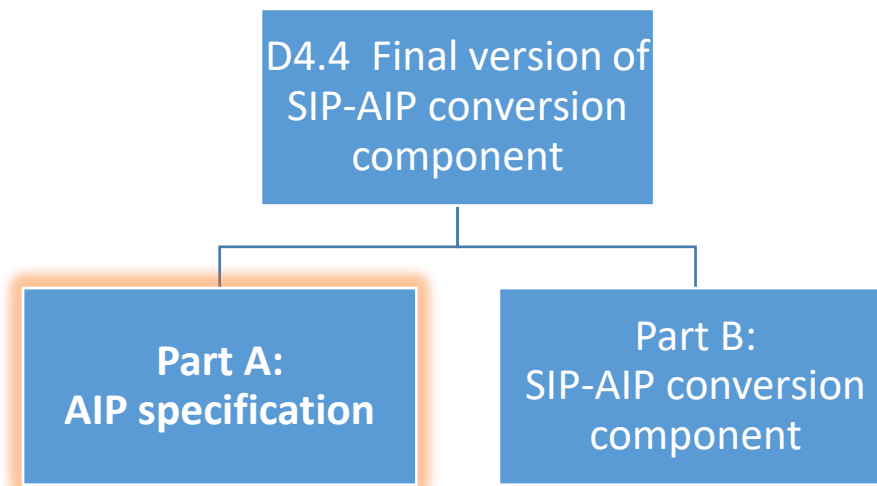 D4.4 Final version of
SIP-AIP conversion
component
Part A:
AIP specification
Part B:
SIP-AIP conversion
component